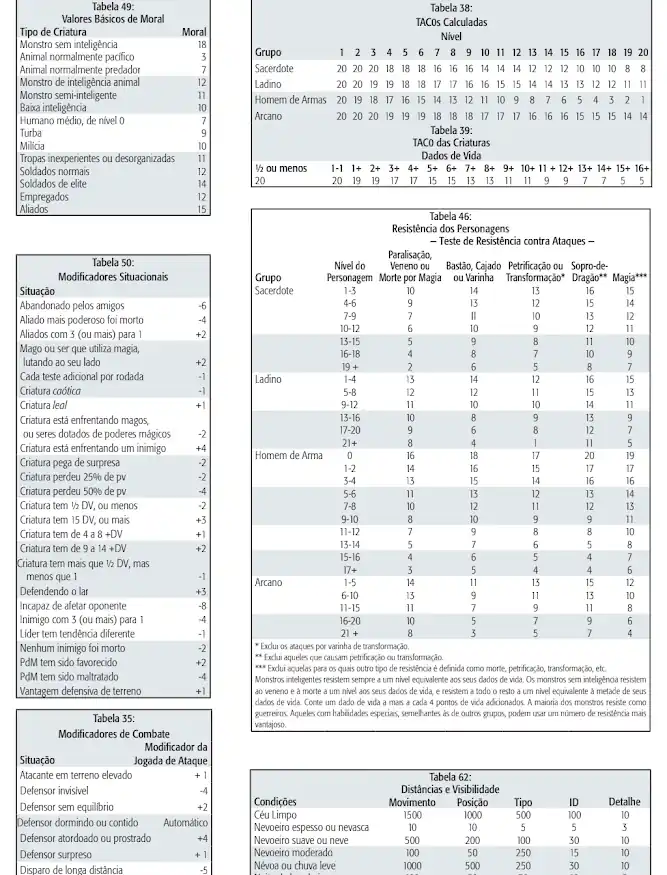 Tabela 49:
Valores Básicos de Moral
Tipo de Criatura Moral
Monstro sem inteligência 18
Animal normalmente pacífico 3
Animal normalmente predador 7
Monstro de inteligência animal 12
Monstro semi-inteligente 11
Baixa inteligência 10
Humano médio, de nível 0 7
Turba 9
Milícia 10
Tropas inexperientes ou desorganizadas 11
Soldados normais 12
Soldados de elite 14
Empregados 12
Aliados 15
Tabela 50:
Modificadores Situacionais
Situação
Abandonado pelos amigos -6
Aliado mais poderoso foi morto -4
Aliados com 3 (ou mais) para 1 +2
Mago ou ser que utiliza magia,
lutando ao seu lado +2
Cada teste adicional por rodada -1
Criatura caótica -1
Criatura leal +1
Criatura está enfrentando magos,
ou seres dotados de poderes mágicos -2
Criatura está enfrentando um inimigo +4
Criatura pega de surpresa -2
Criatura perdeu 25% de pv -2
Criatura perdeu 50% de pv -4
Criatura tem ½ DV, ou menos -2
Criatura tem 15 DV, ou mais +3
Criatura tem de 4 a 8 +DV +1
Criatura tem de 9 a 14 +DV +2
Criatura tem mais que ½ DV, mas
menos que 1 -1
Defendendo o lar +3
Incapaz de afetar oponente -8
Inimigo com 3 (ou mais) para 1 -4
Líder tem tendência diferente -1
Nenhum inimigo foi morto -2
PdM tem sido favorecido +2
PdM tem sido maltratado -4
Vantagem defensiva de terreno +1
Tabela 35:
Modificadores de Combate
Modificador da
Situação Jogada de Ataque
Atacante em terreno elevado + 1
Defensor invisível -4
Defensor sem equilíbrio +2
Defensor dormindo ou contido Automático
Defensor atordoado ou prostrado +4
Defensor surpreso + 1
Disparo de longa distância -5
Tabela 38:
TAC0s Calculadas
Nível
Grupo 1 2 3 4 5 6 7 8 9 10 11 12 13 14 15 16 17 18 19 20
Sacerdote 20 20 20 18 18 18 16 16 16 14 14 14 12 12 12 10 10 10 8 8
Ladino 20 20 19 19 18 18 17 17 16 16 15 15 14 14 13 13 12 12 11 11
Homem de Armas 20 19 18 17 16 15 14 13 12 11 10 9 8 7 6 5 4 3 2 1
Arcano 20 20 20 19 19 19 18 18 18 17 17 17 16 16 16 15 15 15 14 14
Tabela 39:
TAC0 das Criaturas
Dados de Vida
½ ou menos 1-1 1+ 2+ 3+ 4+ 5+ 6+ 7+ 8+ 9+ 10+ 11 + 12+ 13+ 14+ 15+ 16+
20 20 19 19 17 17 15 15 13 13 11 11 9 9 7 7 5 5
Tabela 46:
Resistência dos Personagens
– Teste de Resistência contra Ataques –
Paralisação,
Nível do Veneno ou Bastão, Cajado Petrificação ou Sopro-de-
Grupo Personagem Morte por Magia ou Varinha Transformação* Dragão** Magia***
Sacerdote 1-3 10 14 13 16 15
4-6 9 13 12 15 14
7-9 7 11 10 13 12
10-12 6 10 9 12 11
13-15 5 9 8 11 10
16-18 4 8 7 10 9
19 + 2 6 5 8 7
Ladino 1-4 13 14 12 16 15
5-8 12 12 11 15 13
9-12 11 10 10 14 11
13-16 10 8 9 13 9
17-20 9 6 8 12 7
21+ 8 4 1 11 5
Homem de Arma 0 16 18 17 20 19
1-2 14 16 15 17 17
3-4 13 15 14 16 16
5-6 11 13 12 13 14
7-8 10 12 11 12 13
9-10 8 10 9 9 11
11-12 7 9 8 8 10
13-14 5 7 6 5 8
15-16 4 6 5 4 7
17+ 3 5 4 4 6
Arcano 1-5 14 11 13 15 12
6-10 13 9 11 13 10
11-15 11 7 9 11 8
16-20 10 5 7 9 6
21 + 8 3 5 7 4
* Exclui os ataques por varinha de transformação.
** Exclui aqueles que causam petrificação ou transformação.
*** Exclui aquelas para os quais outro tipo de resistência é definida como morte, petrificação, transformação, etc.
Monstros inteligentes resistem sempre a um nível equivalente aos seus dados de vida. Os monstros sem inteligência resistem
ao veneno e à morte a um nível aos seus dados de vida, e resistem a todo o resto a um nível equivalente à metade de seus
dados de vida. Conte um dado de vida a mais a cada 4 pontos de vida adicionados. A maioria dos monstros resiste como
guerreiros. Aqueles com habilidades especiais, semelhantes às de outros grupos, podem usar um número de resistência mais
vantajoso.
Tabela 62:
Distâncias e Visibilidade
Condições Movimento Posição Tipo ID Detalhe
Céu Limpo 1500 1000 500 100 10
Nevoeiro espesso ou nevasca 10 10 5 5 3
Nevoeiro suave ou neve 500 200 100 30 10
Nevoeiro moderado 100 50 250 15 10
Névoa ou chuva leve 1000 500 250 30 10